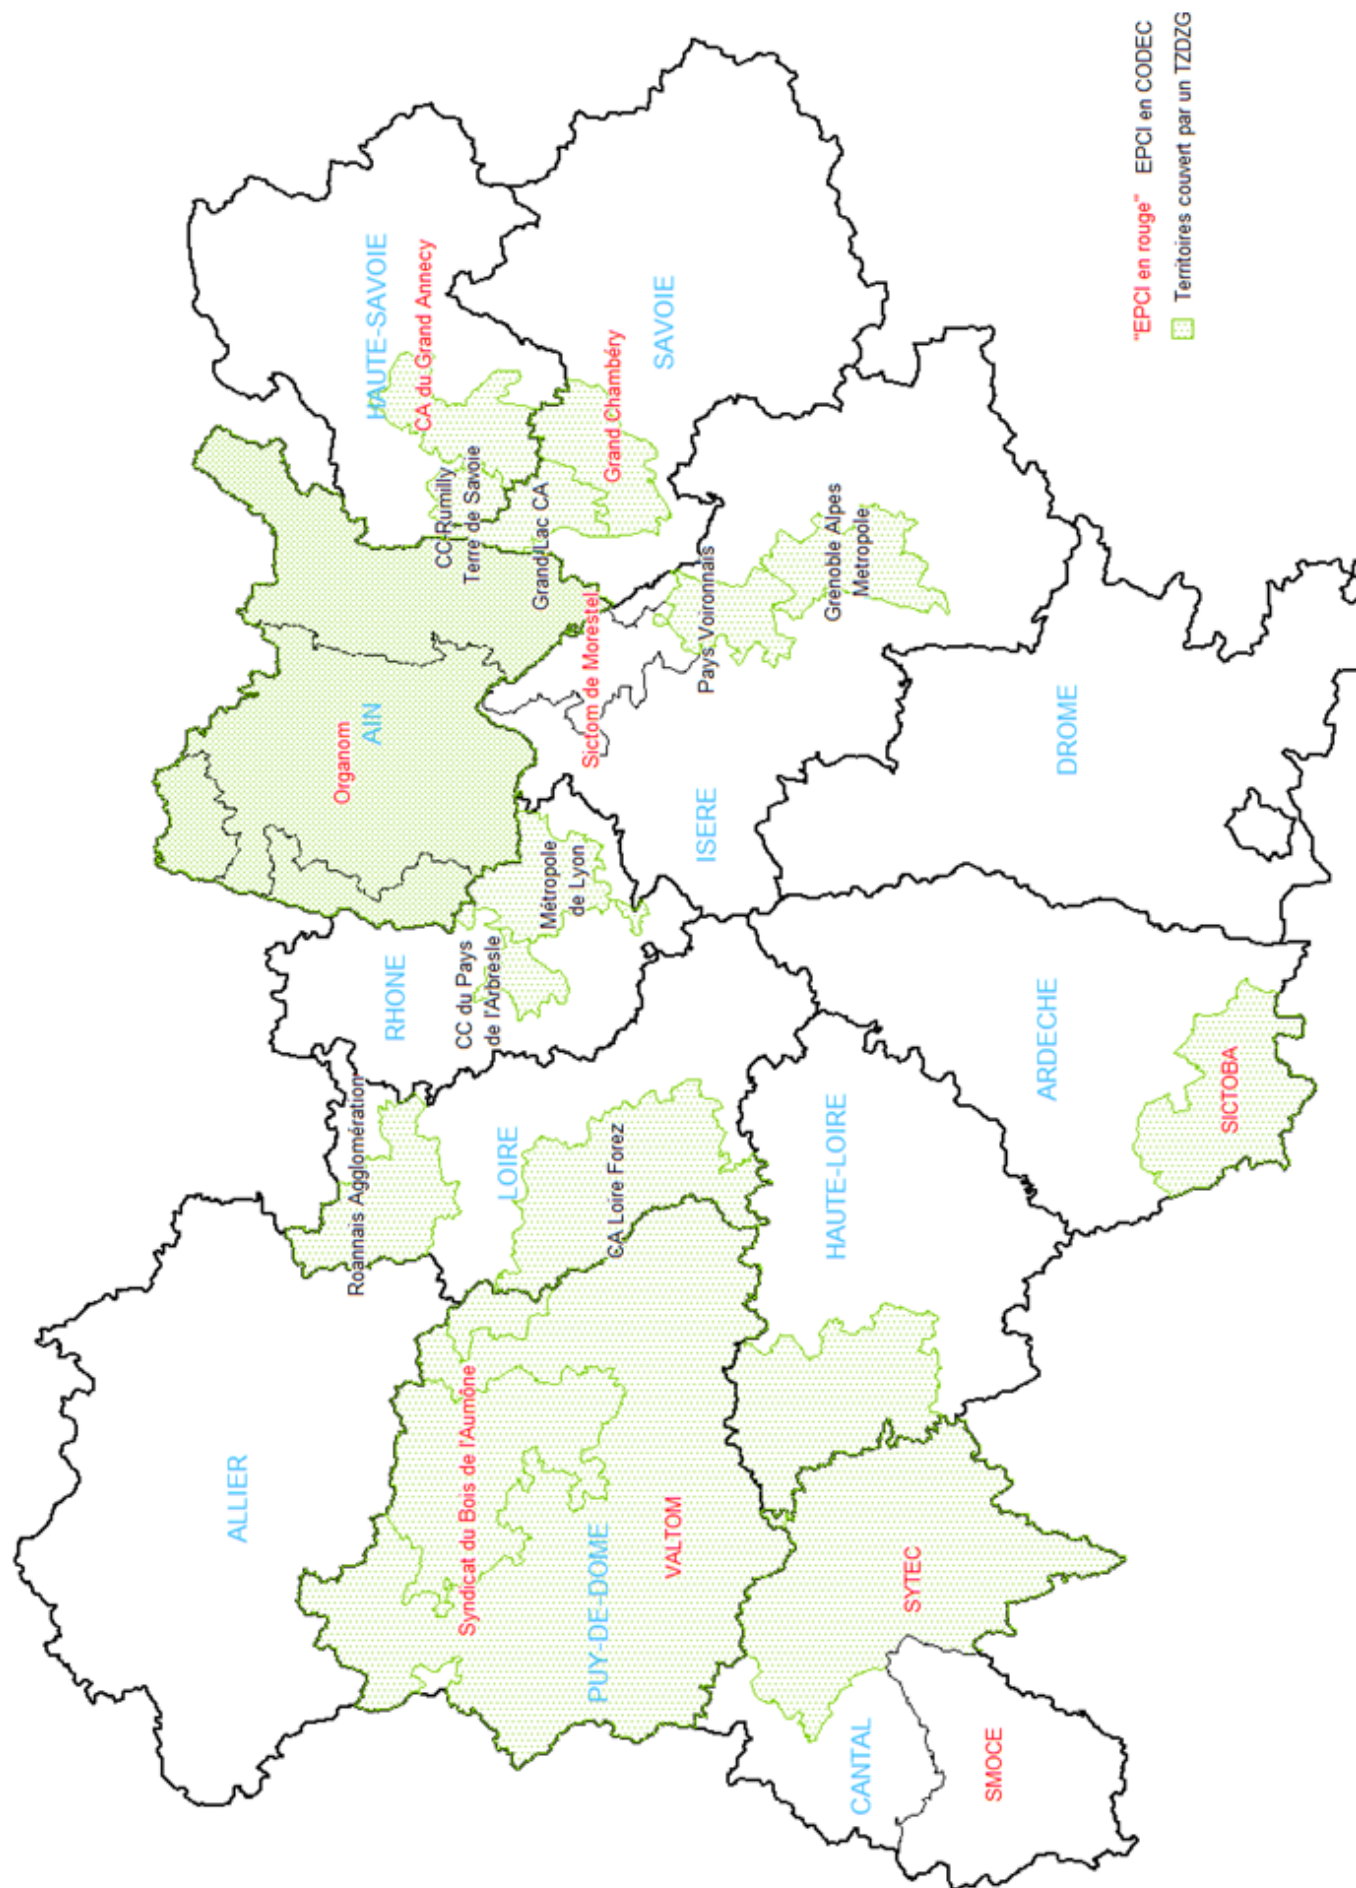 ALLIER
Roannais Agglomération
RHONE
Organom
AIN
HAUTE-SAVOIE
CA du Grand Annecy
CC-Rumilly
Terre de Savoie
Syndicat du Bois de l'Aumône
LOIRE
CC du Pays
de l'Arbresle
Métropole
de Lyon
Grand Lac CA
Grand Chambéry
SAVOIE
PUY-DE-DOME
CA Loire Forez
Sictom de Morestel
VALTOM
ISERE
Pays Voironnais
Grenoble Alpes
Metropole
CANTAL
HAUTE-LOIRE
SYTEC
SMOCE
ARDECHE
DROME
SICTOBA
"EPCI en rouge" EPCI en CODEC
Territoires couvert par un TZDZG